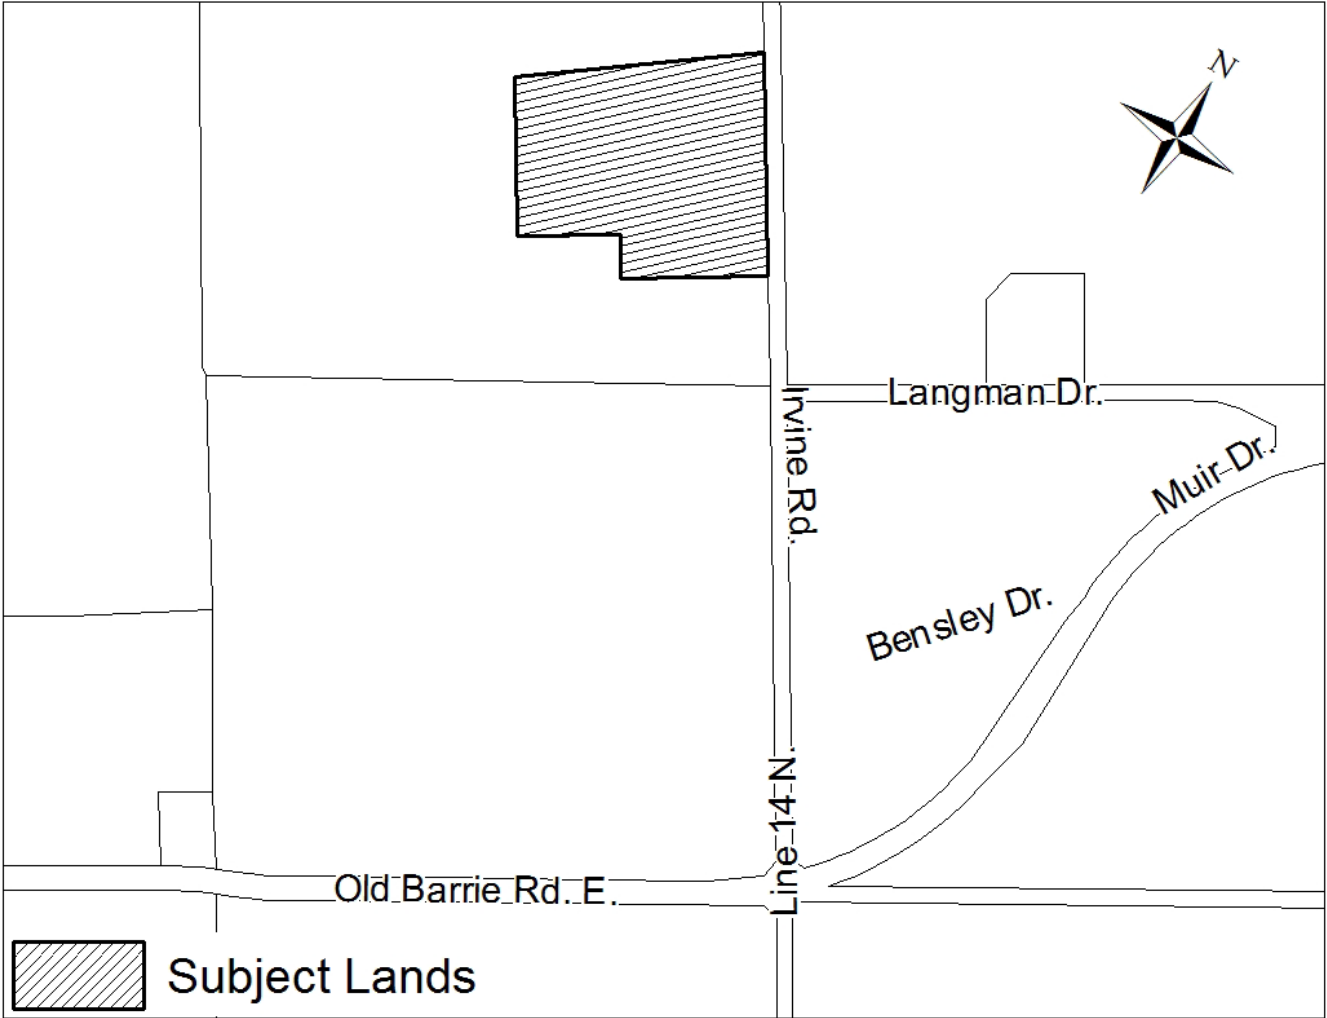 N
Langman Dr.
Irvine Rd.
Muir Dr.
Bensley Dr.
Line 14 N.
Old Barrie Rd. E.
Subject Lands